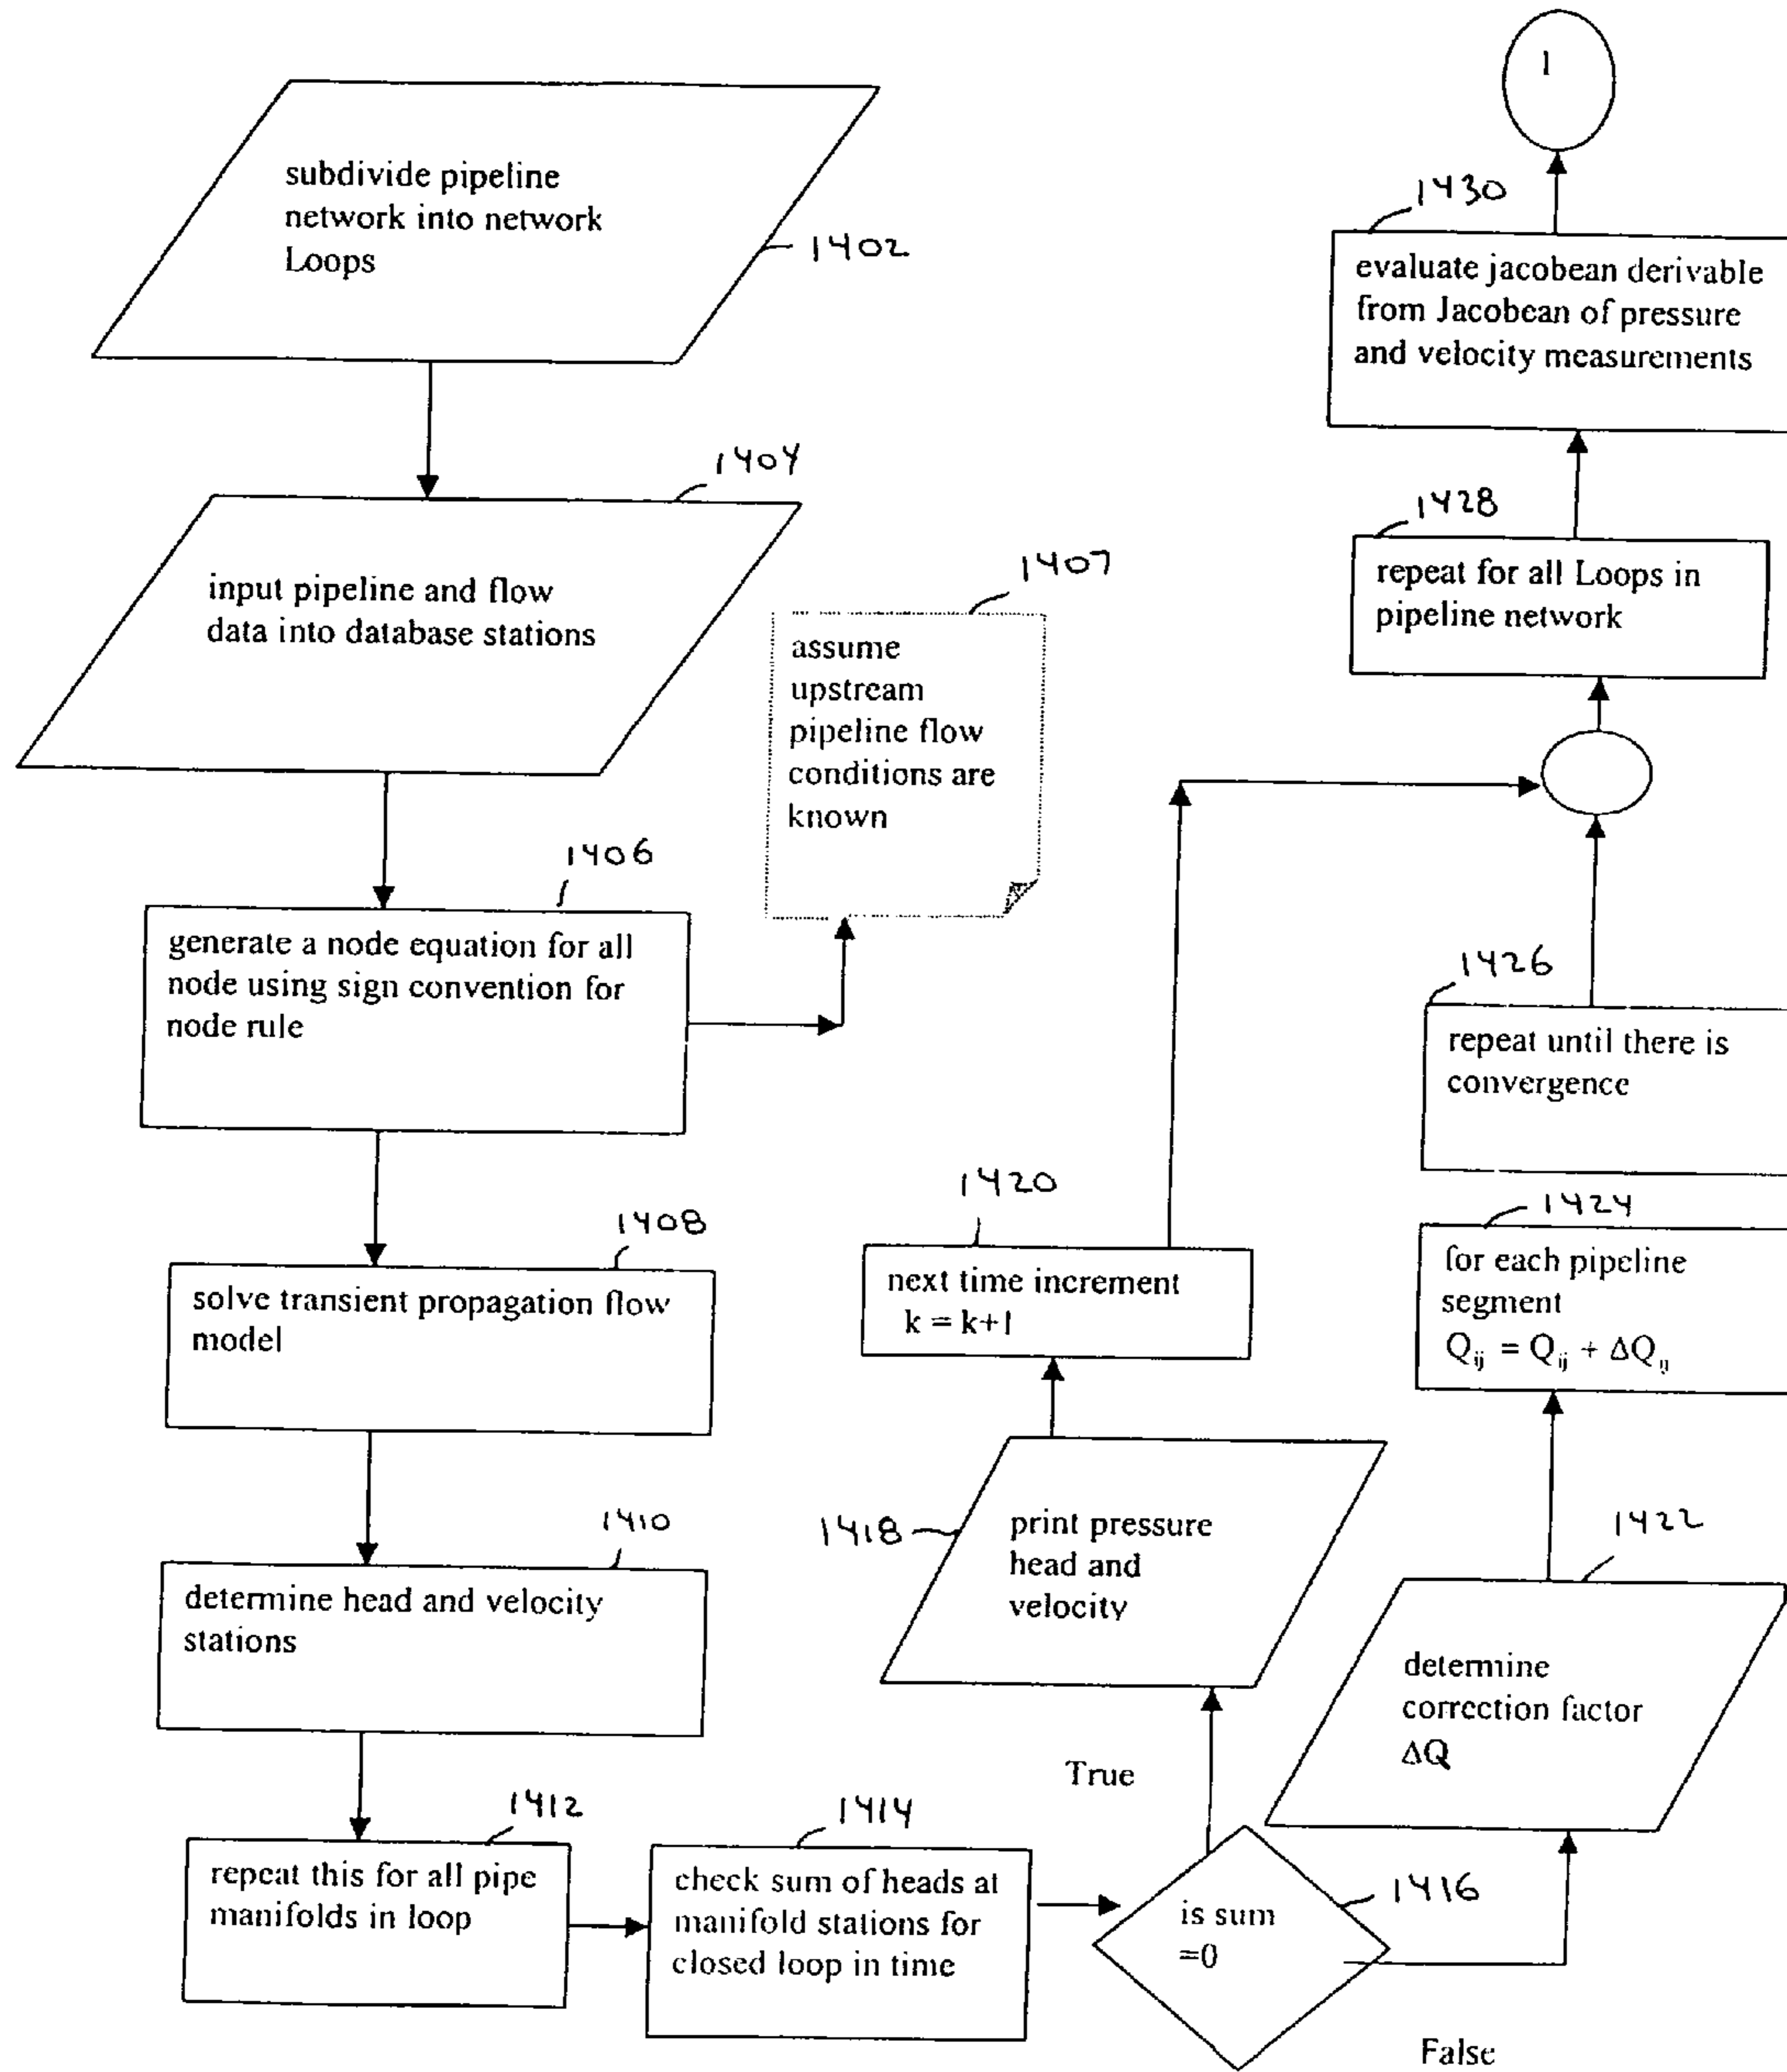 subdivide pipeline
network into network
Loops
1402
1404
input pipeline and flow
data into database stations
1407
assume
upstream
pipeline flow
conditions are
known
1406
generate a node equation for all
node using sign convention for
node rule
1408
solve transient propagation flow
model
1410
determine head and velocity
stations
1412
repeat this for all pipe
manifolds in loop
1414
check sum of heads at
manifold stations for
closed loop in time
1416
is sum
=0
True
False
1418
print pressure
head and
velocity
1420
next time increment
k = k+1
1422
determine
correction factor
ΔQ
1424
for each pipeline
segment
Q_ij = Q_ij + ΔQ_ij
1426
repeat until there is
convergence
1428
repeat for all Loops in
pipeline network
1430
evaluate jacobean derivable
from Jacobean of pressure
and velocity measurements
1